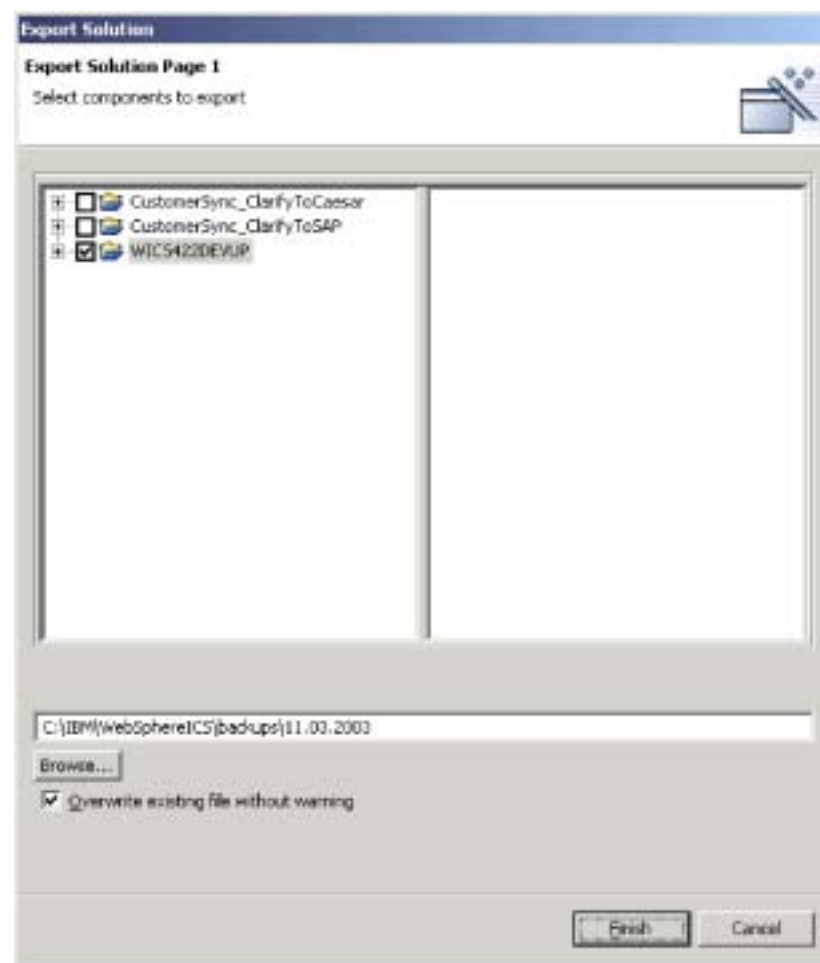 Export Solution
Export Solution Page 1
Select components to export
CustomerSync_ClarifyToCaesar
CustomerSync_ClarifyToSAP
WICS422DEVUP
C:\IBM\WebSphereICS\backups\11.03.2003
Browse...
Overwrite existing file without warning
Finish
Cancel